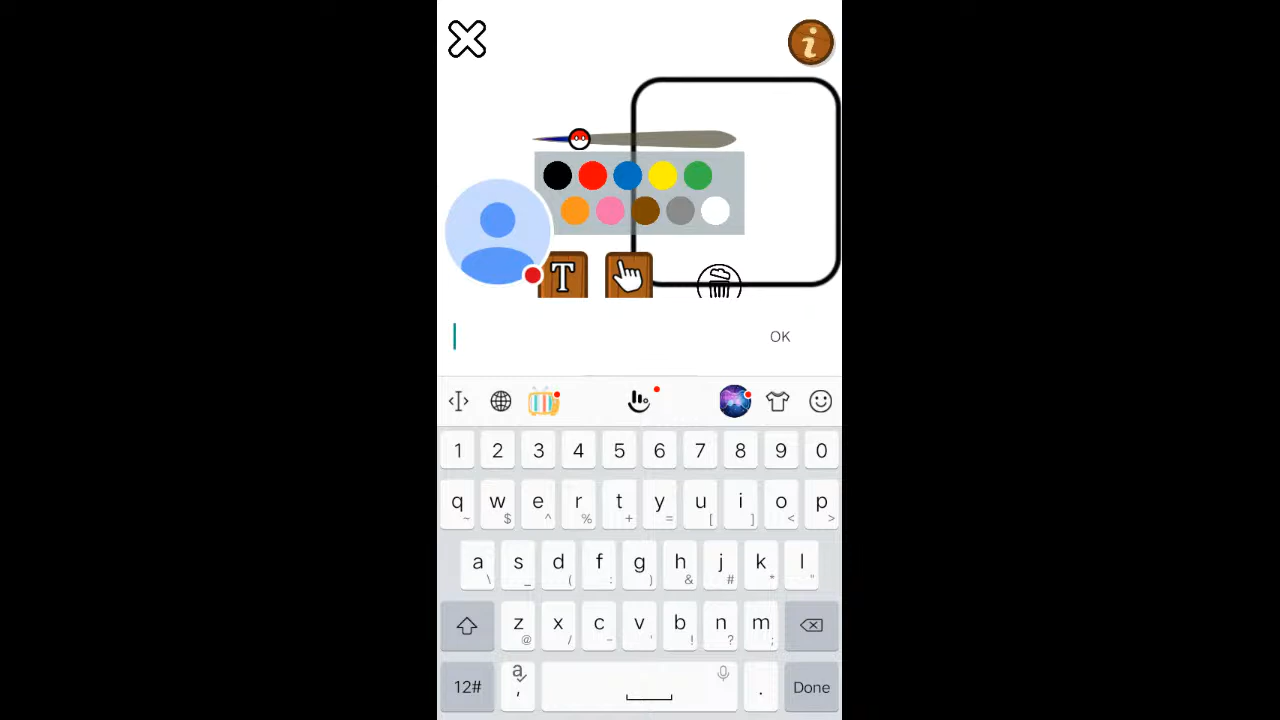 i
T
OK
1 2 3 4 5 6 7 8 9 0
q w e r t y u i o p
~ $ ^ % + = [ ] < >
a s d f g h j k l
\ _ ( : ) & # * "
z x c v b n m
@ / - ' ! ? ;
12# a , . Done